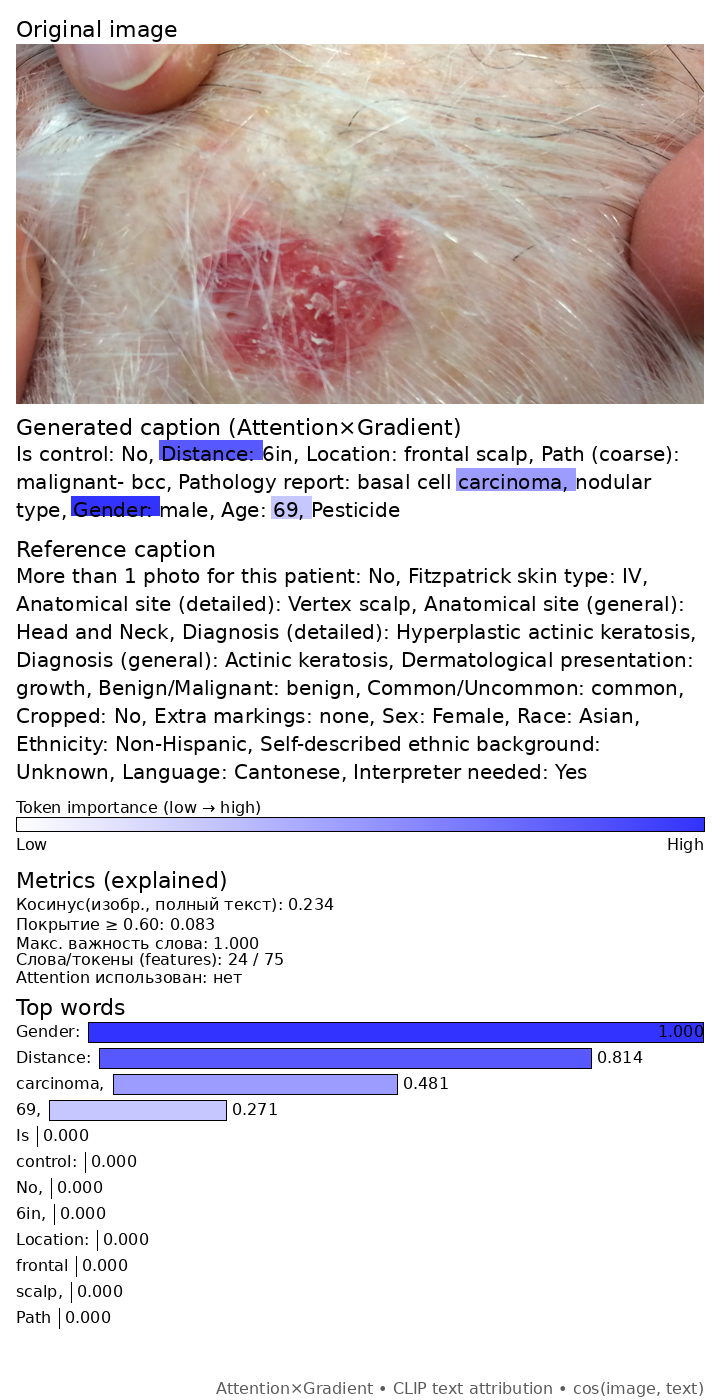 Original image
Generated caption (Attention×Gradient)
Is control: No, Distance: 6in, Location: frontal scalp, Path (coarse):
malignant- bcc, Pathology report: basal cell carcinoma, nodular
type, Gender: male, Age: 69, Pesticide
Reference caption
More than 1 photo for this patient: No, Fitzpatrick skin type: IV,
Anatomical site (detailed): Vertex scalp, Anatomical site (general):
Head and Neck, Diagnosis (detailed): Hyperplastic actinic keratosis,
Diagnosis (general): Actinic keratosis, Dermatological presentation:
growth, Benign/Malignant: benign, Common/Uncommon: common,
Cropped: No, Extra markings: none, Sex: Female, Race: Asian,
Ethnicity: Non-Hispanic, Self-described ethnic background:
Unknown, Language: Cantonese, Interpreter needed: Yes
Token importance (low → high)
Low High
Metrics (explained)
Косинус(изобр., полный текст): 0.234
Покрытие ≥ 0.60: 0.083
Макс. важность слова: 1.000
Слова/токены (features): 24 / 75
Attention использован: нет
Top words
Gender: 1.000
Distance: 0.814
carcinoma, 0.481
69, 0.271
Is 0.000
control: 0.000
No, 0.000
6in, 0.000
Location: 0.000
frontal 0.000
scalp, 0.000
Path 0.000
Attention×Gradient • CLIP text attribution • cos(image, text)